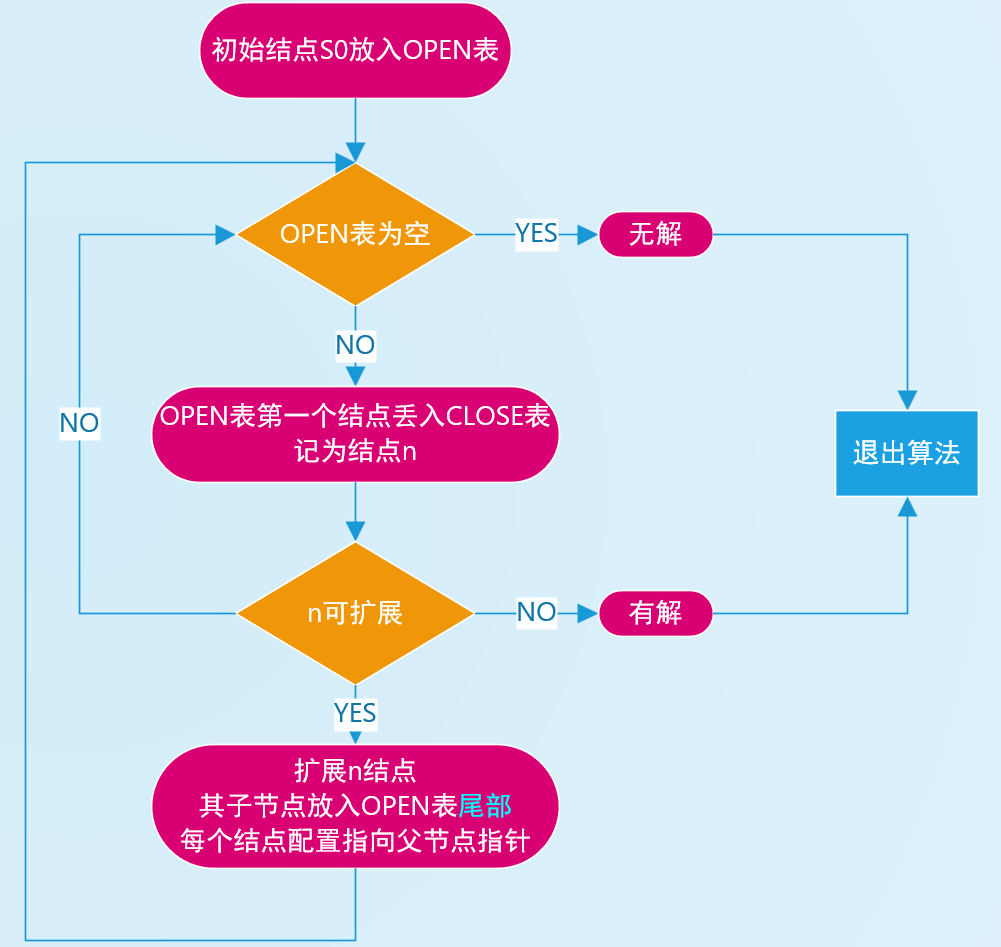 初始结点S0放入OPEN表
OPEN表为空
YES
无解
NO
OPEN表第一个结点丢入CLOSE表
记为结点n
NO
退出算法
n可扩展
NO
有解
YES
扩展n结点
其子节点放入OPEN表尾部
每个结点配置指向父节点指针